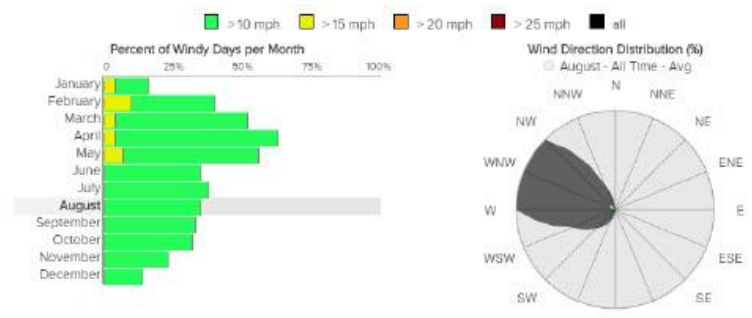 >10 mph >15 mph >20 mph >25 mph all
Percent of Windy Days per Month
0 25% 50% 75% 100%
January
February
March
April
May
June
July
August
September
October
November
December
Wind Direction Distribution (%)
August - All Time - Avg
N
NNW NNE
NW NE
WNW ENE
W E
WSW ESE
SW SE